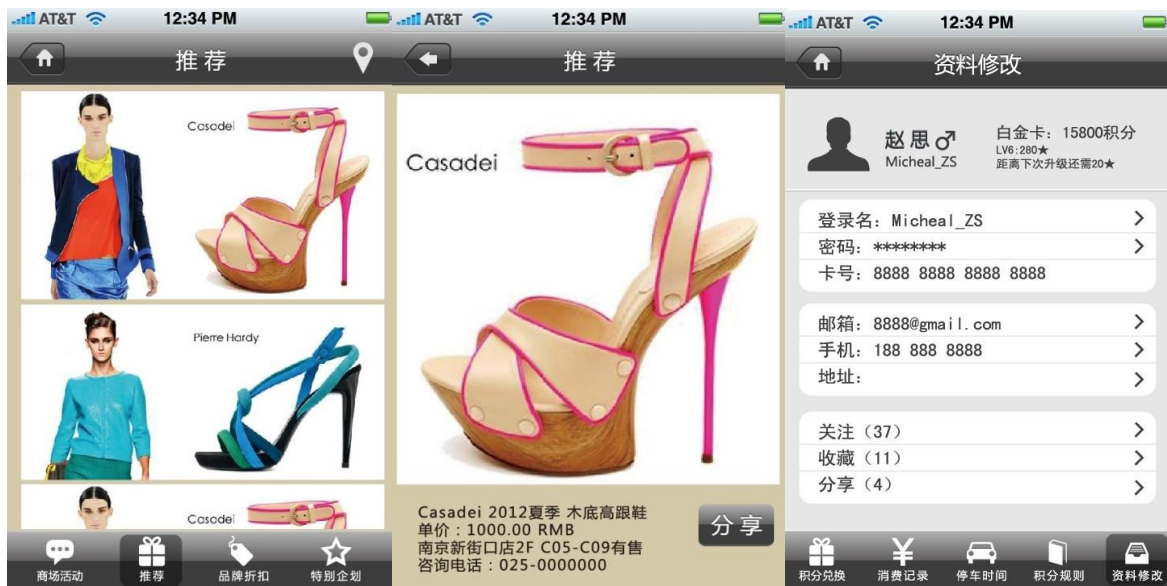 AT&T 12:34 PM
推荐
Casadei
Pierre Hardy
Casadei
商场活动 推荐 品牌折扣 特别企划
AT&T 12:34 PM
推荐
Casadei
Casadei 2012夏季 木底高跟鞋
单价：1000.00 RMB
南京新街口店2F C05-C09有售
咨询电话：025-0000000
分享
AT&T 12:34 PM
资料修改
赵思♂
Micheal_ZS
白金卡：15800积分
LV6:280★
距离下次升级还需20★
登录名：Micheal_ZS
密码：********
卡号：8888 8888 8888 8888
邮箱：8888@gmail.com
手机：188 888 8888
地址：
关注（37）
收藏（11）
分享（4）
积分兑换 消费记录 停车时间 积分规则 资料修改